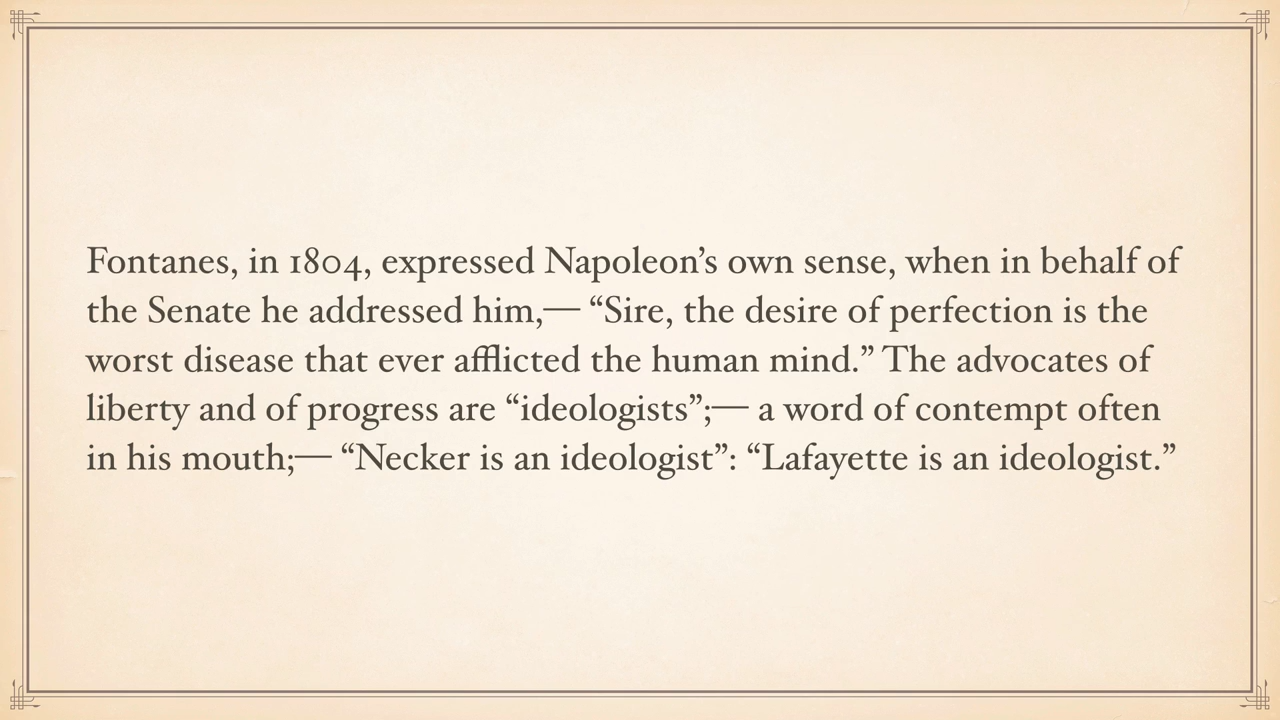 Fontanes, in 1804, expressed Napoleon’s own sense, when in behalf of
the Senate he addressed him,— “Sire, the desire of perfection is the
worst disease that ever afflicted the human mind.” The advocates of
liberty and of progress are “ideologists”;— a word of contempt often
in his mouth;— “Necker is an ideologist”: “Lafayette is an ideologist.”